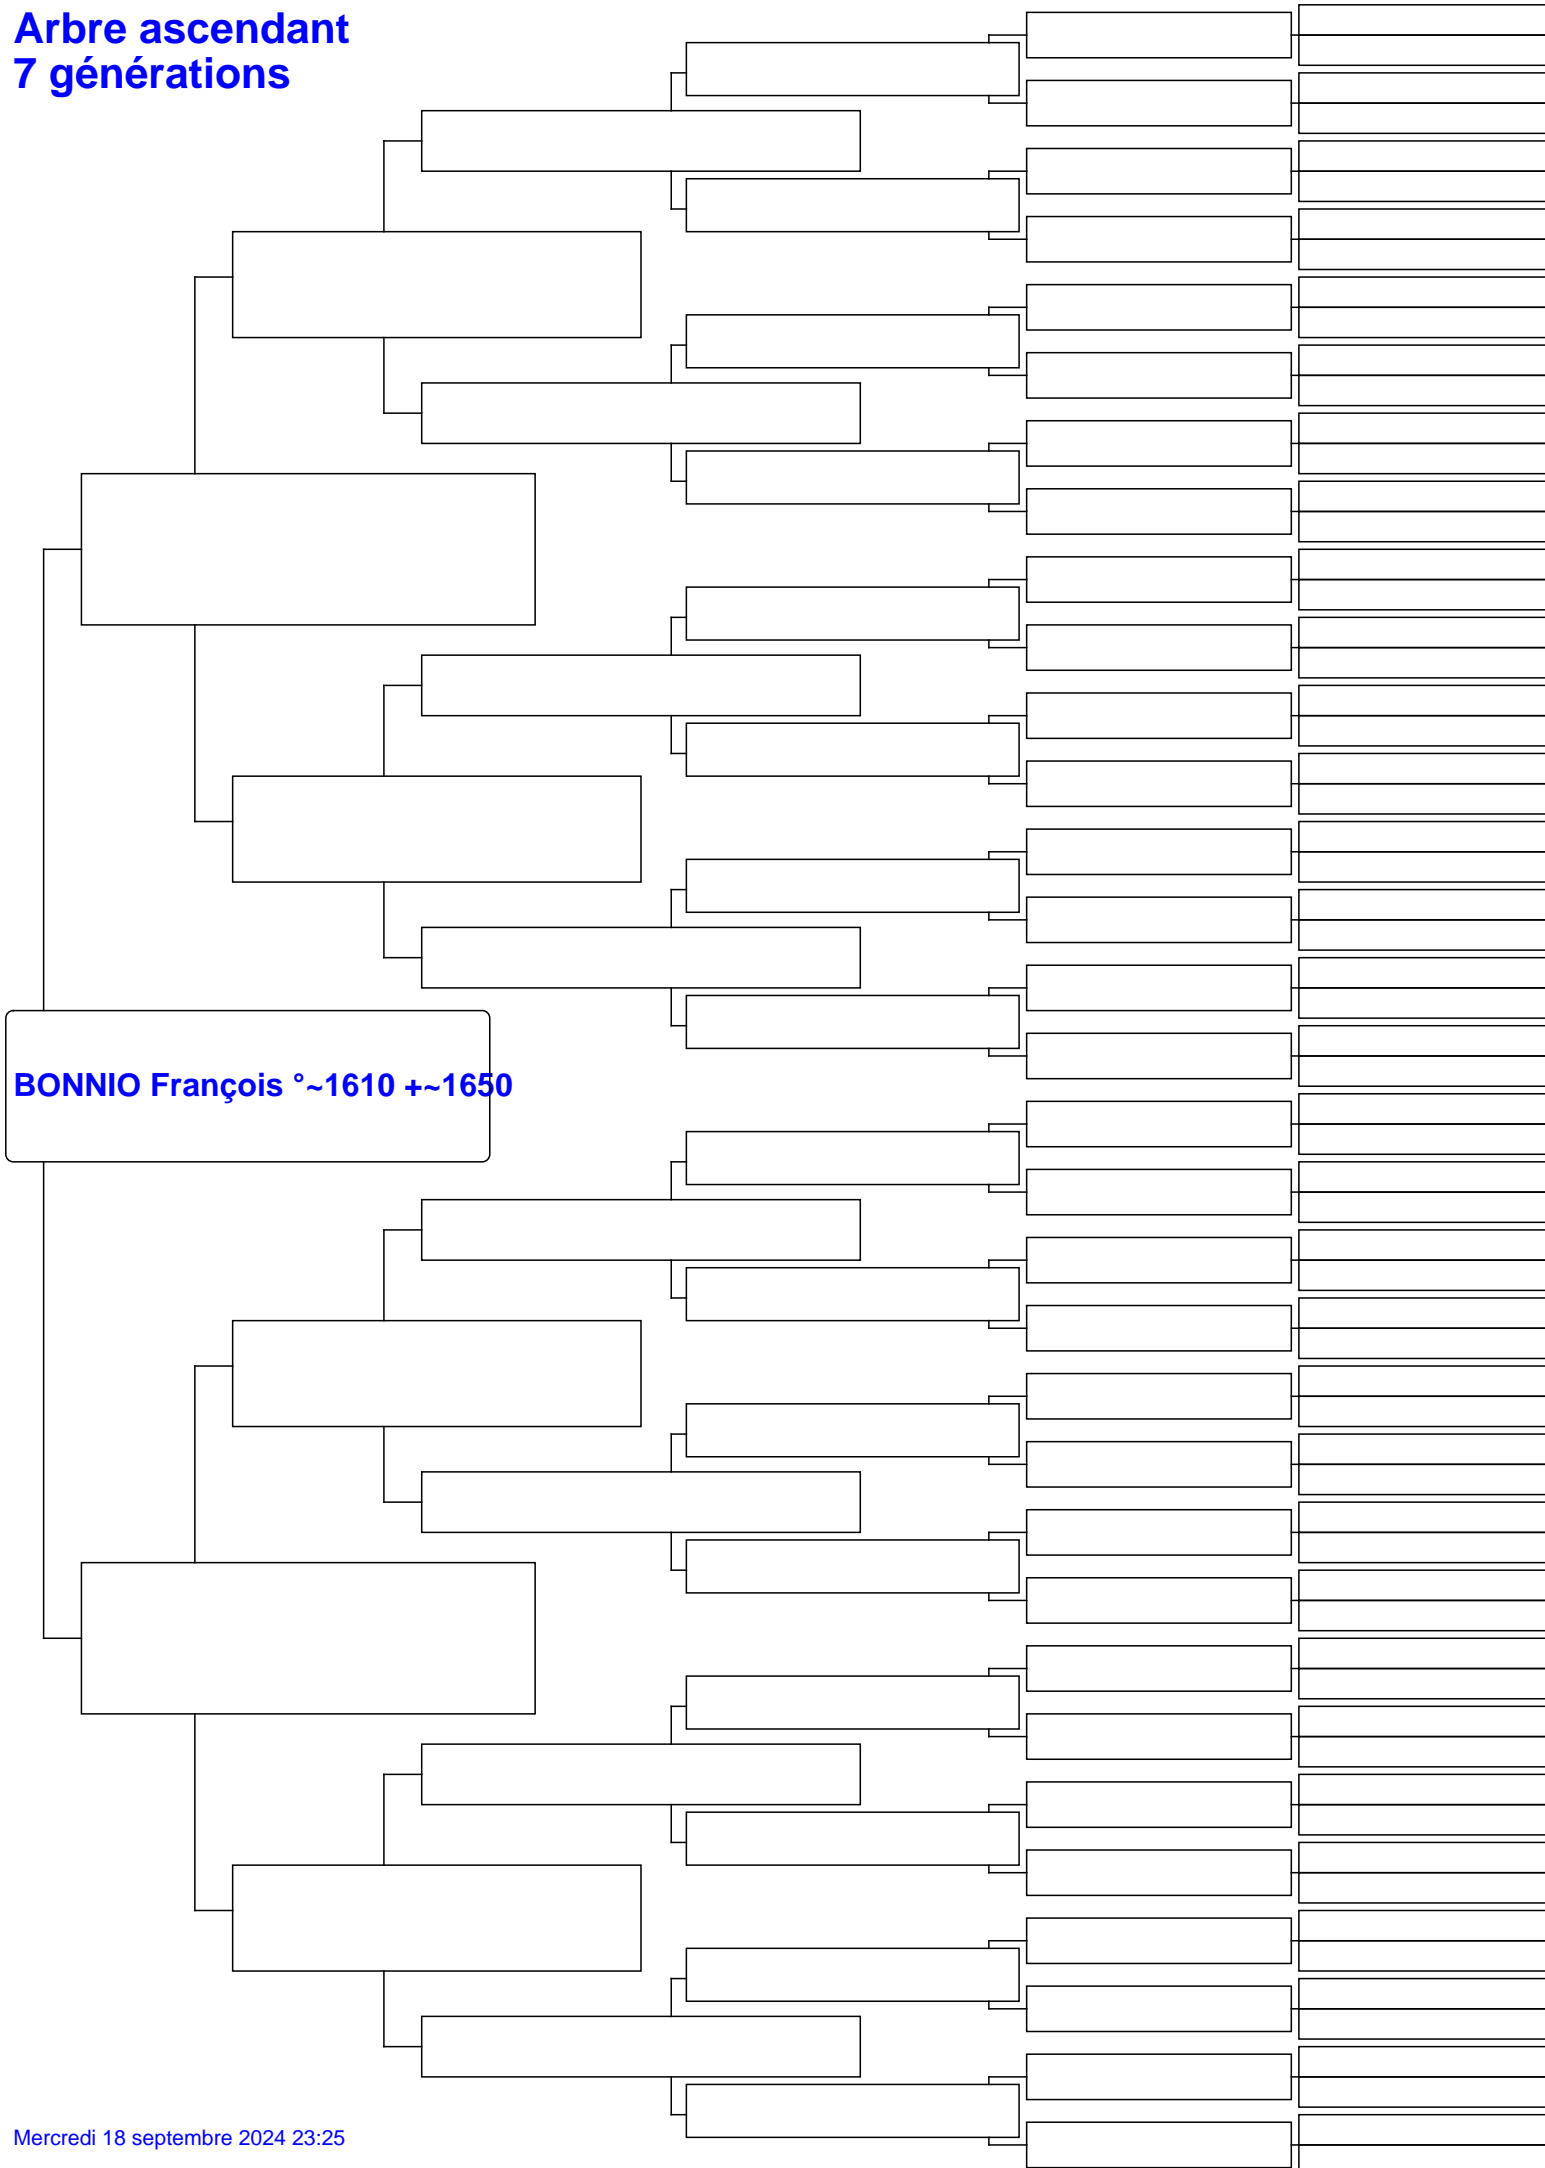 Arbre ascendant
7 générations
BONNIO François °~1610 +~1650
Mercredi 18 septembre 2024 23:25